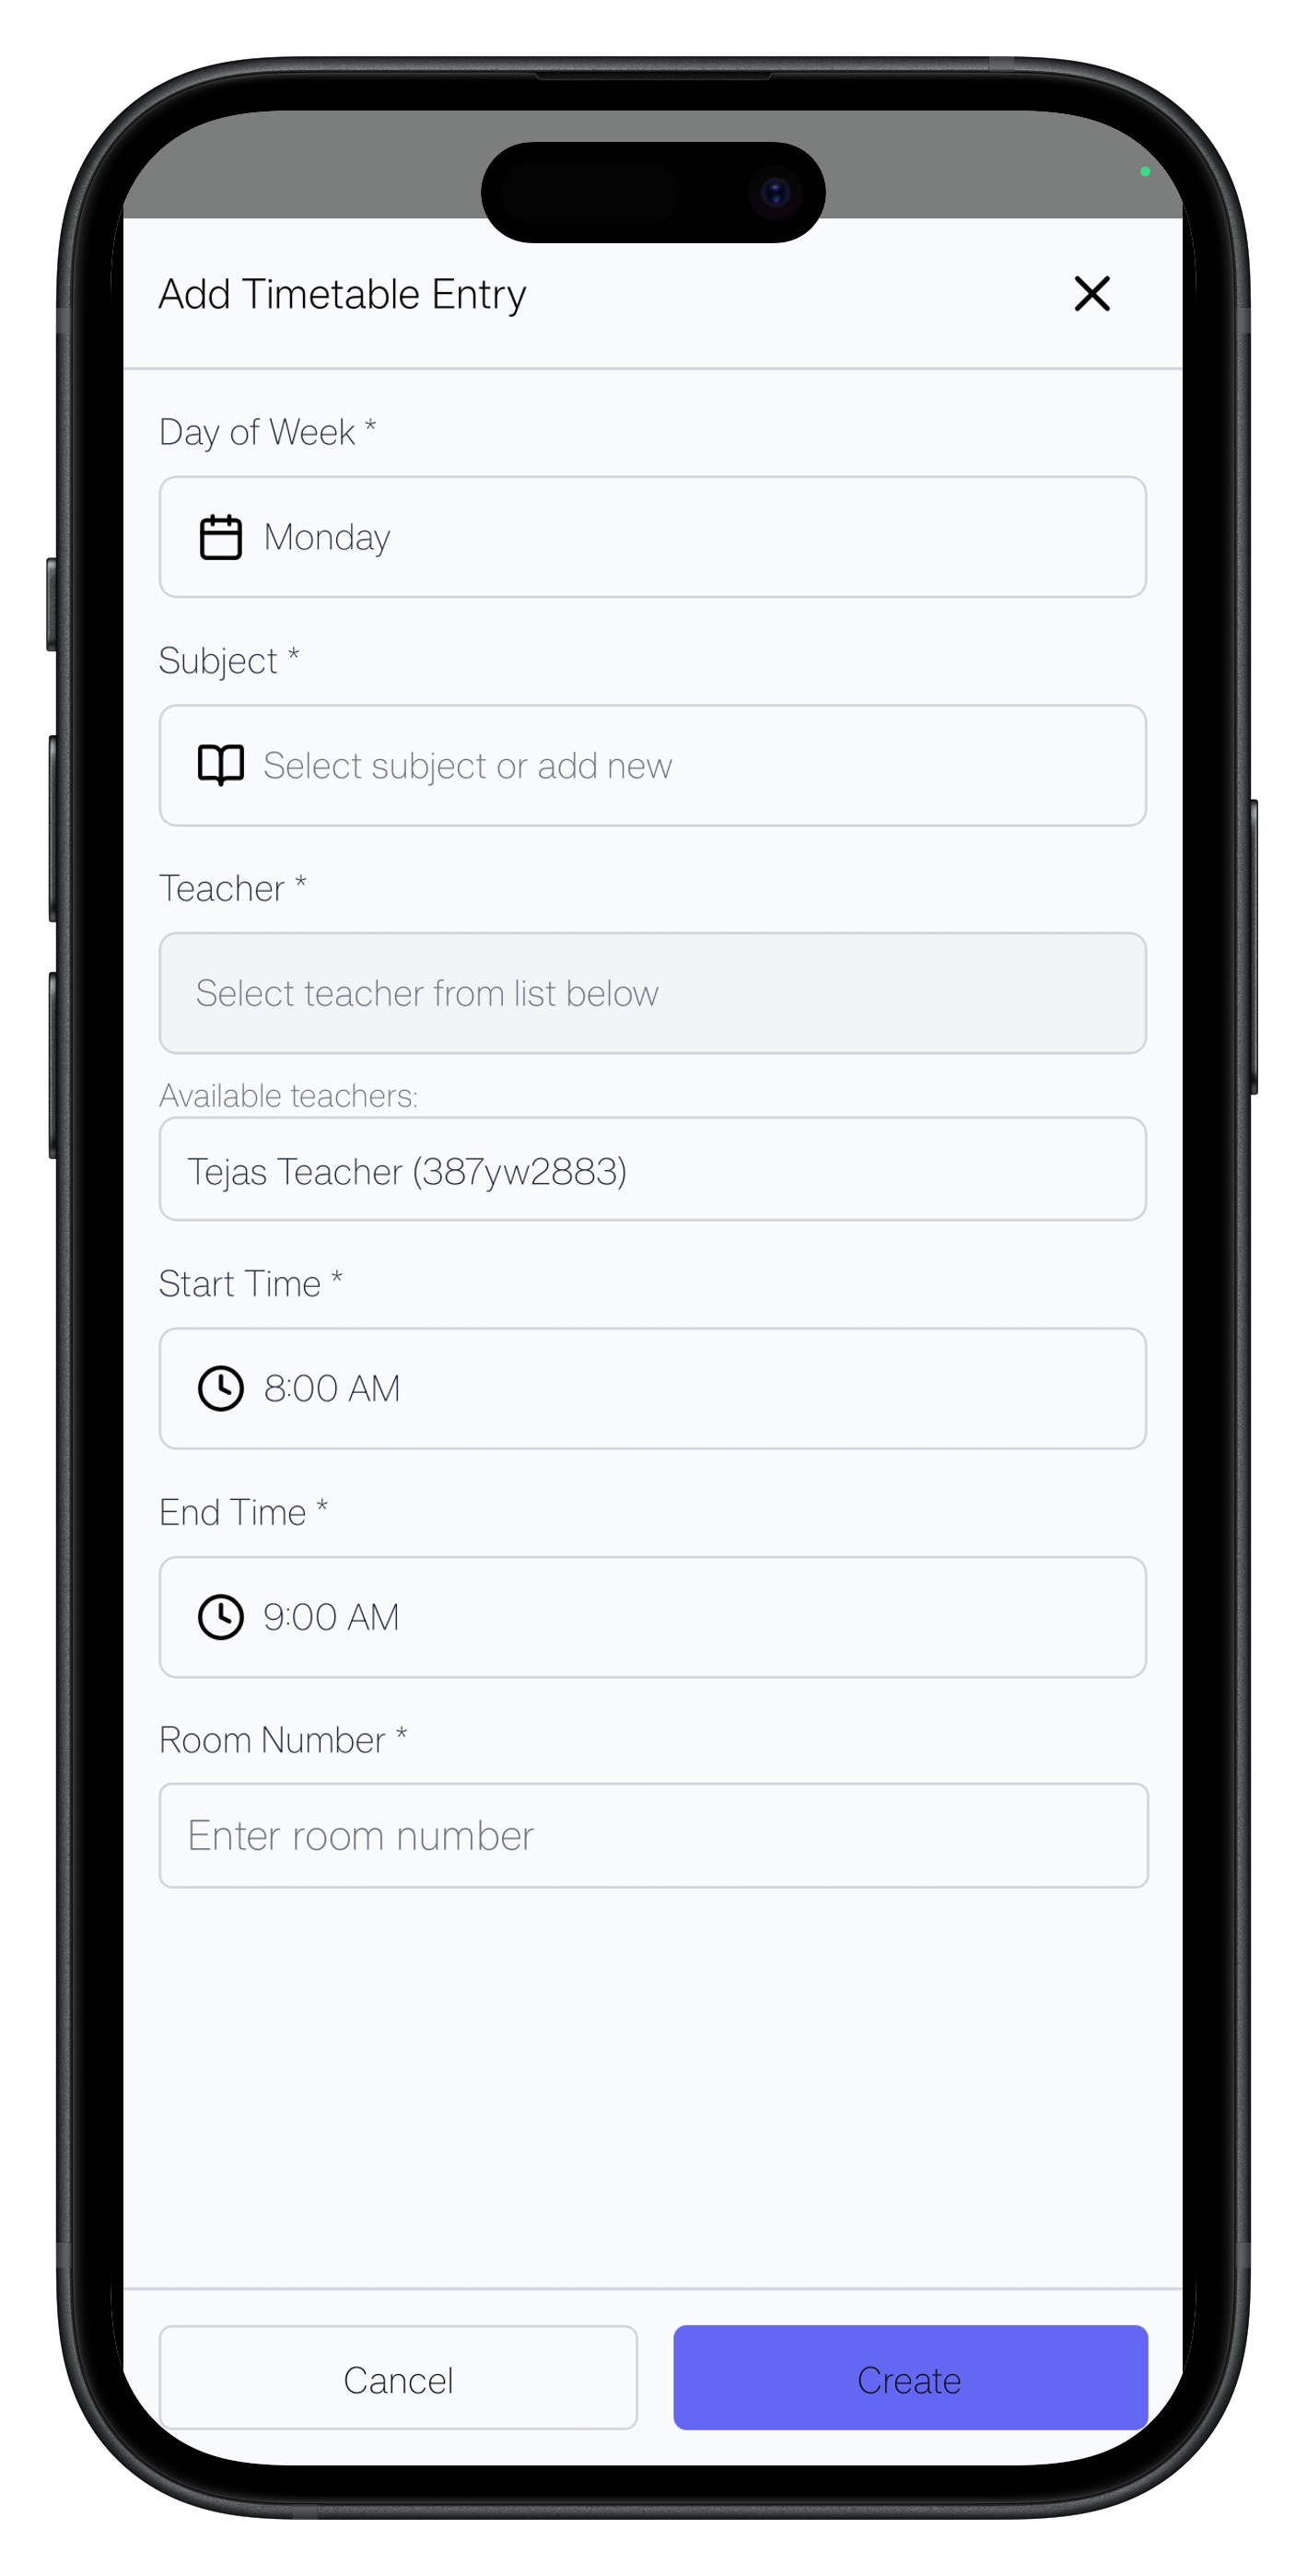 Add Timetable Entry
Day of Week *
Monday
Subject *
Select subject or add new
Teacher *
Select teacher from list below
Available teachers:
Tejas Teacher (387yw2883)
Start Time *
8:00 AM
End Time *
9:00 AM
Room Number *
Enter room number
Cancel
Create